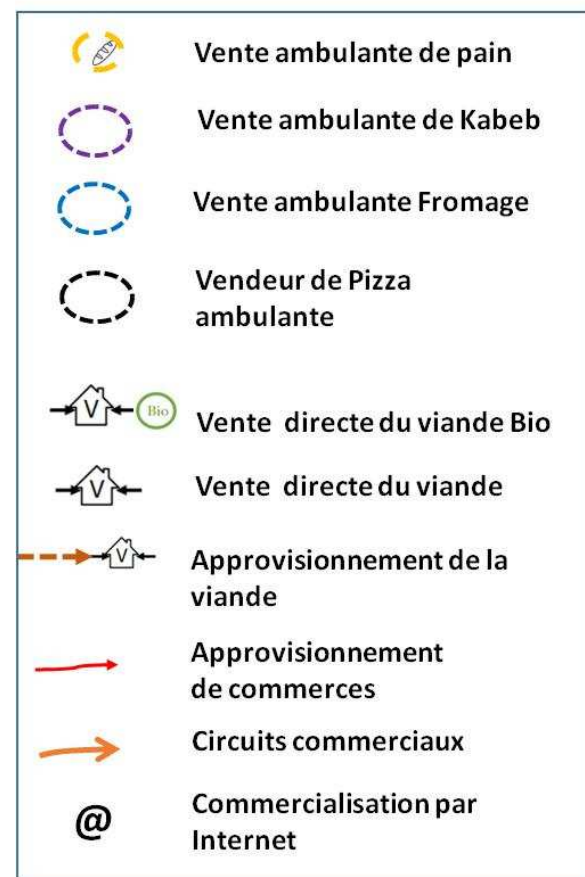 Vente ambulante de pain
Vente ambulante de Kabeb
Vente ambulante Fromage
Vendeur de Pizza
ambulante
V Bio
Vente directe du viande Bio
V
Vente directe du viande
V
Approvisionnement de la
viande
Approvisionnement
de commerces
Circuits commerciaux
@
Commercialisation par
Internet